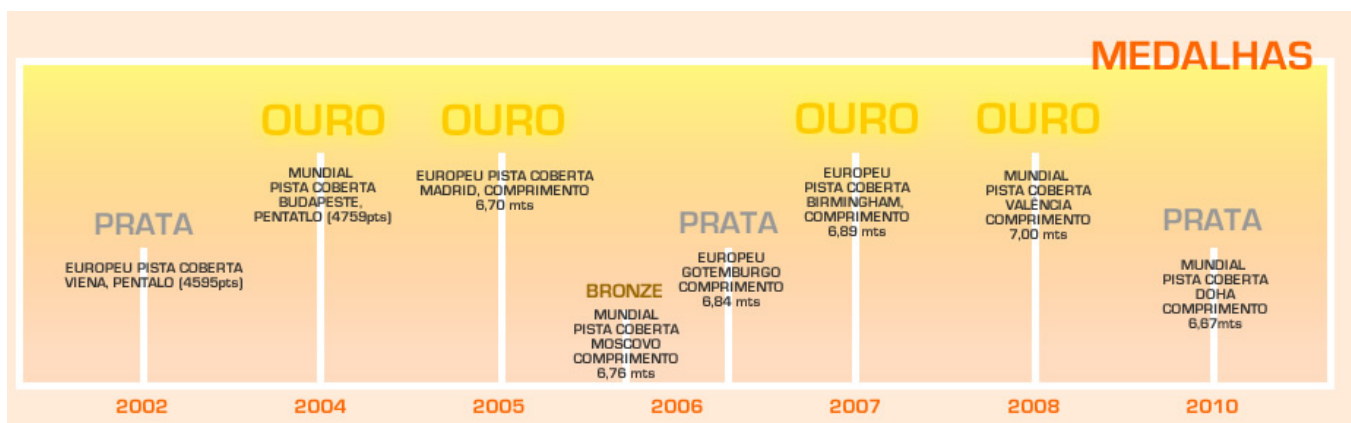 MEDALHAS
PRATA
EUROPEU PISTA COBERTA
VIENA, PENTALO (4595pts)
OURO
MUNDIAL
PISTA COBERTA
BUDAPESTE,
PENTATLO (4759pts)
OURO
EUROPEU PISTA COBERTA
MADRID, COMPRIMENTO
6,70 mts
BRONZE
MUNDIAL
PISTA COBERTA
MOSCOVO
COMPRIMENTO
6,76 mts
PRATA
EUROPEU
GOTEMBURGO
COMPRIMENTO
6,84 mts
OURO
EUROPEU
PISTA COBERTA
BIRMINGHAM,
COMPRIMENTO
6,89 mts
OURO
MUNDIAL
PISTA COBERTA
VALÊNCIA
COMPRIMENTO
7,00 mts
PRATA
MUNDIAL
PISTA COBERTA
DOHA
COMPRIMENTO
6,67mts
2002
2004
2005
2006
2007
2008
2010